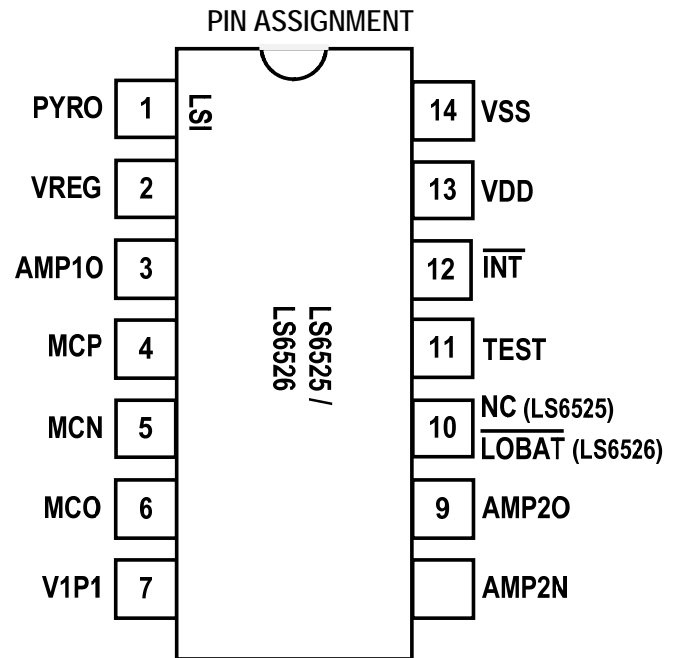 PIN ASSIGNMENT
LSI
LS6525 /
LS6526
PYRO 1
VREG 2
AMP1O 3
MCP 4
MCN 5
MCO 6
V1P1 7
14 VSS
13 VDD
12 INT
11 TEST
10 NC (LS6525)
LOBAT (LS6526)
9 AMP2O
AMP2N